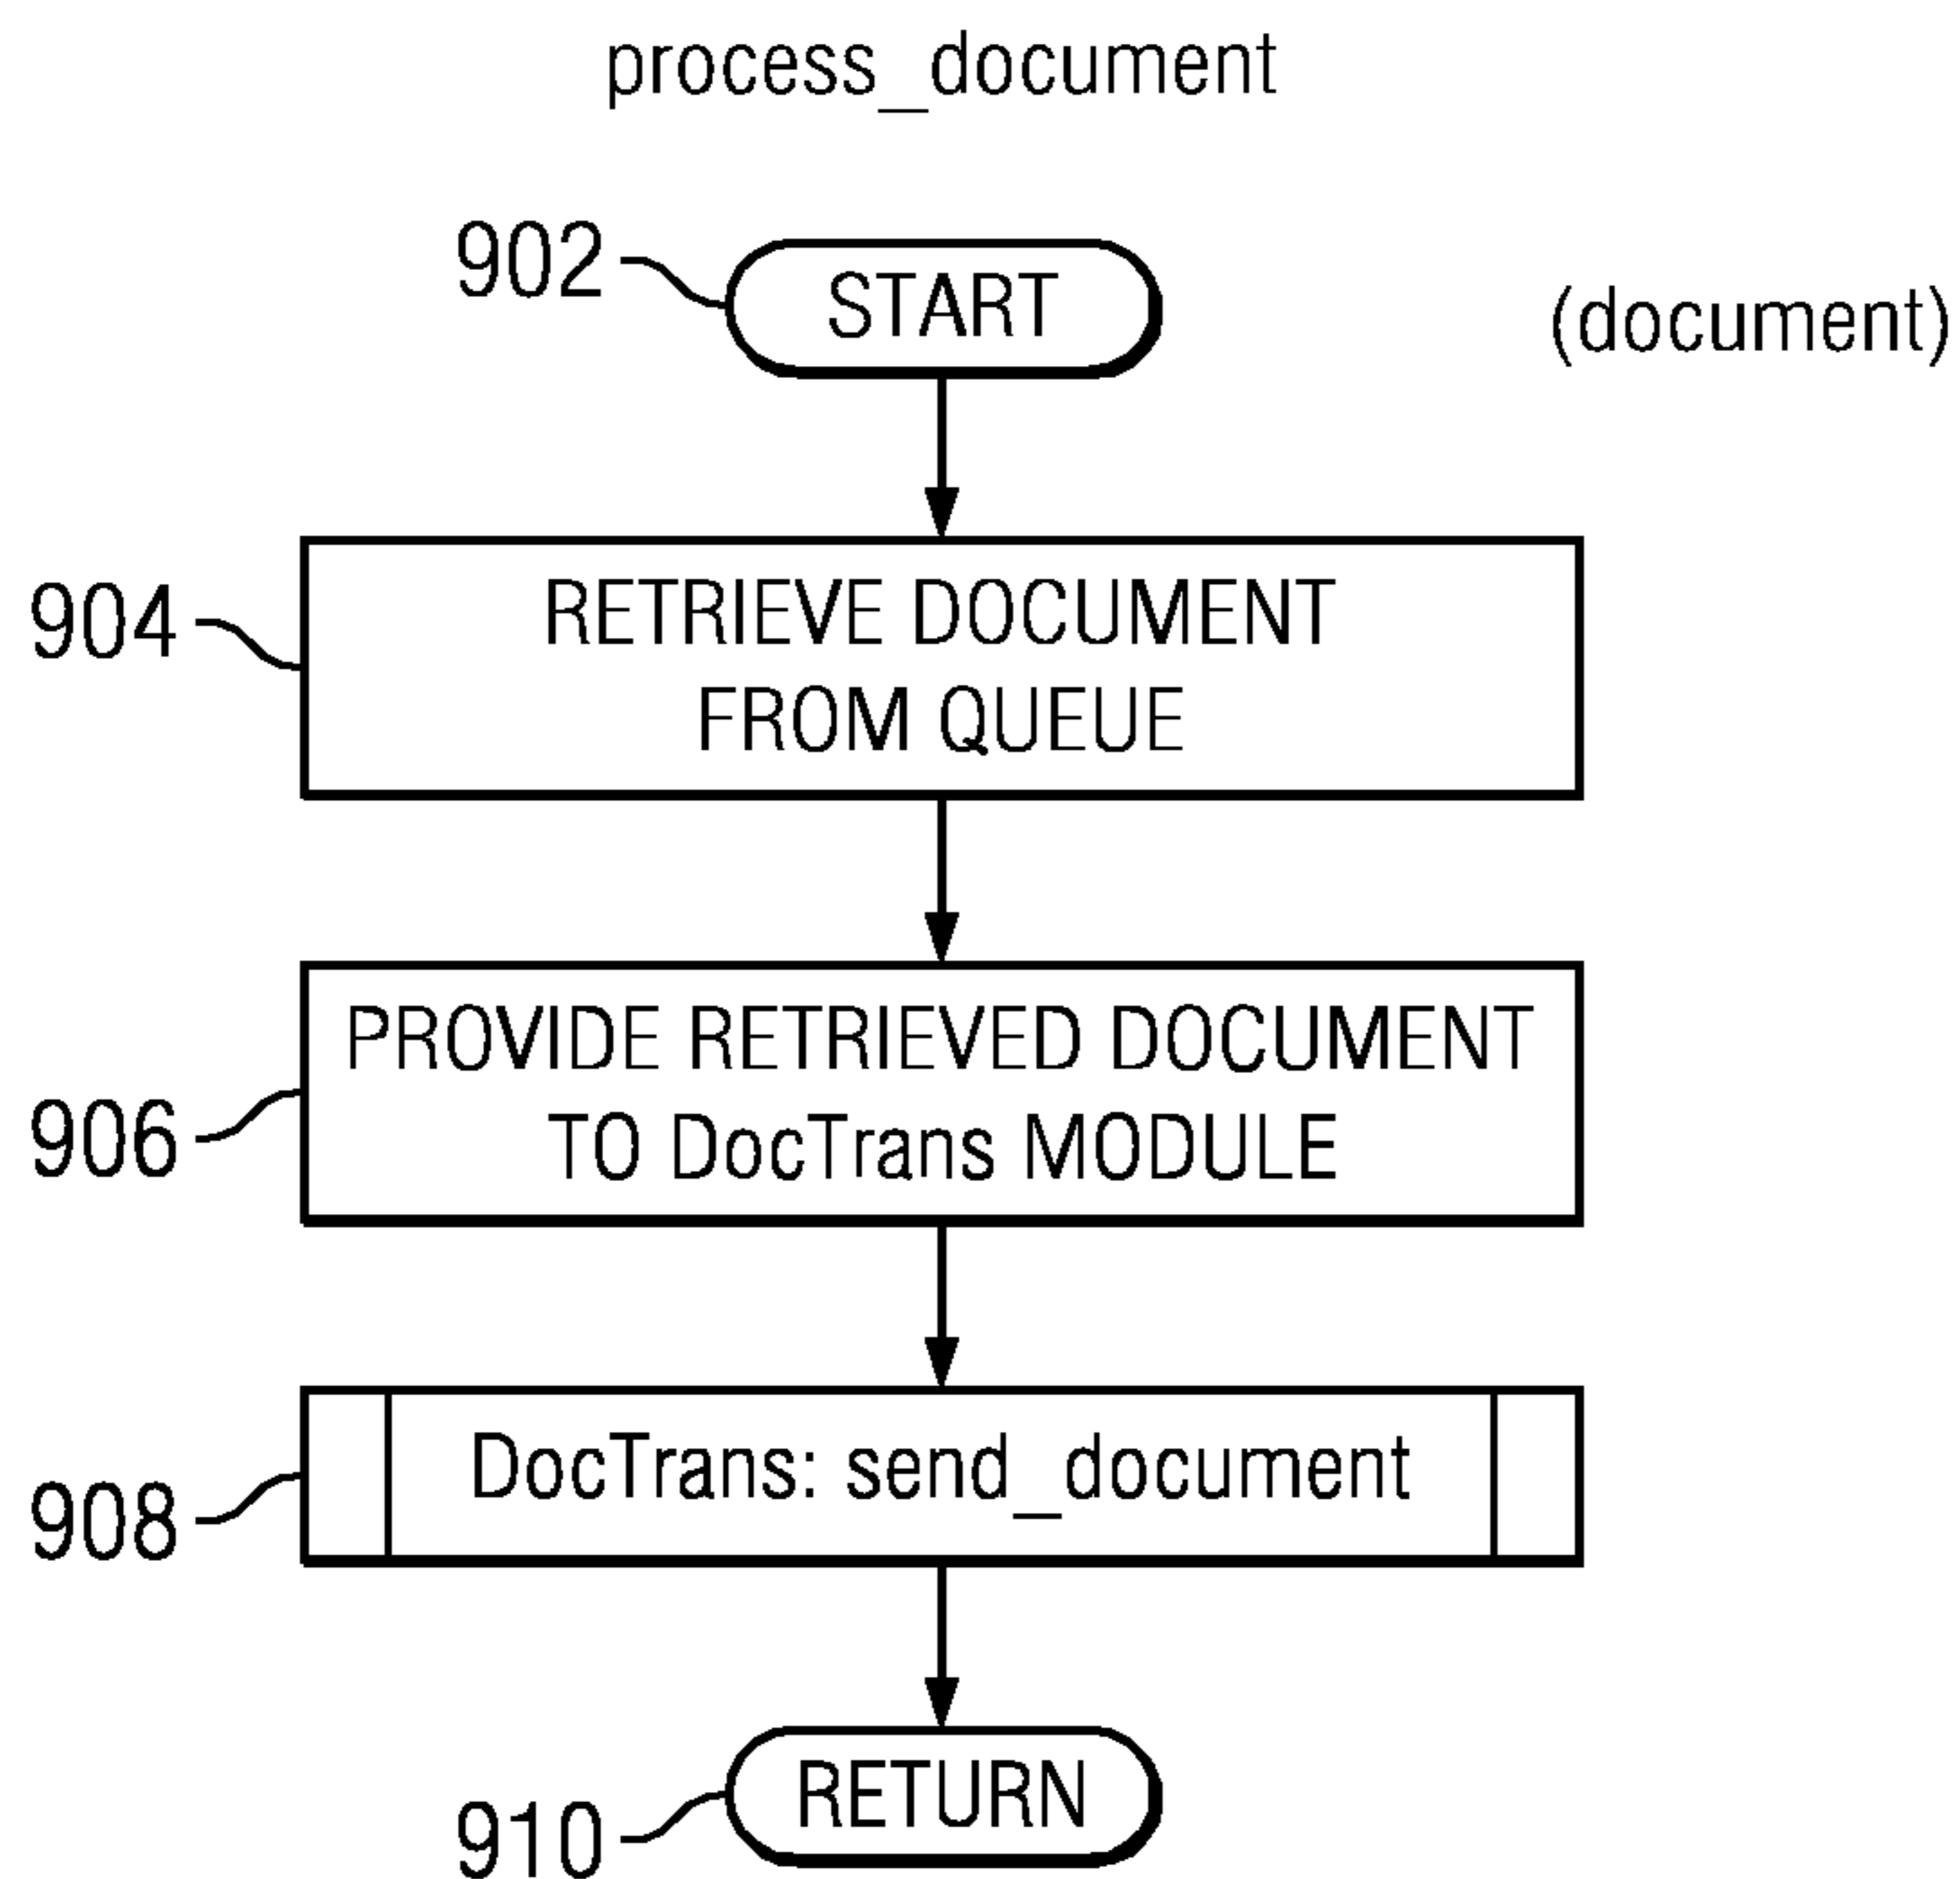 process_document
902
START
(document)
904
RETRIEVE DOCUMENT
FROM QUEUE
906
PROVIDE RETRIEVED DOCUMENT
TO DocTrans MODULE
908
DocTrans: send_document
910
RETURN